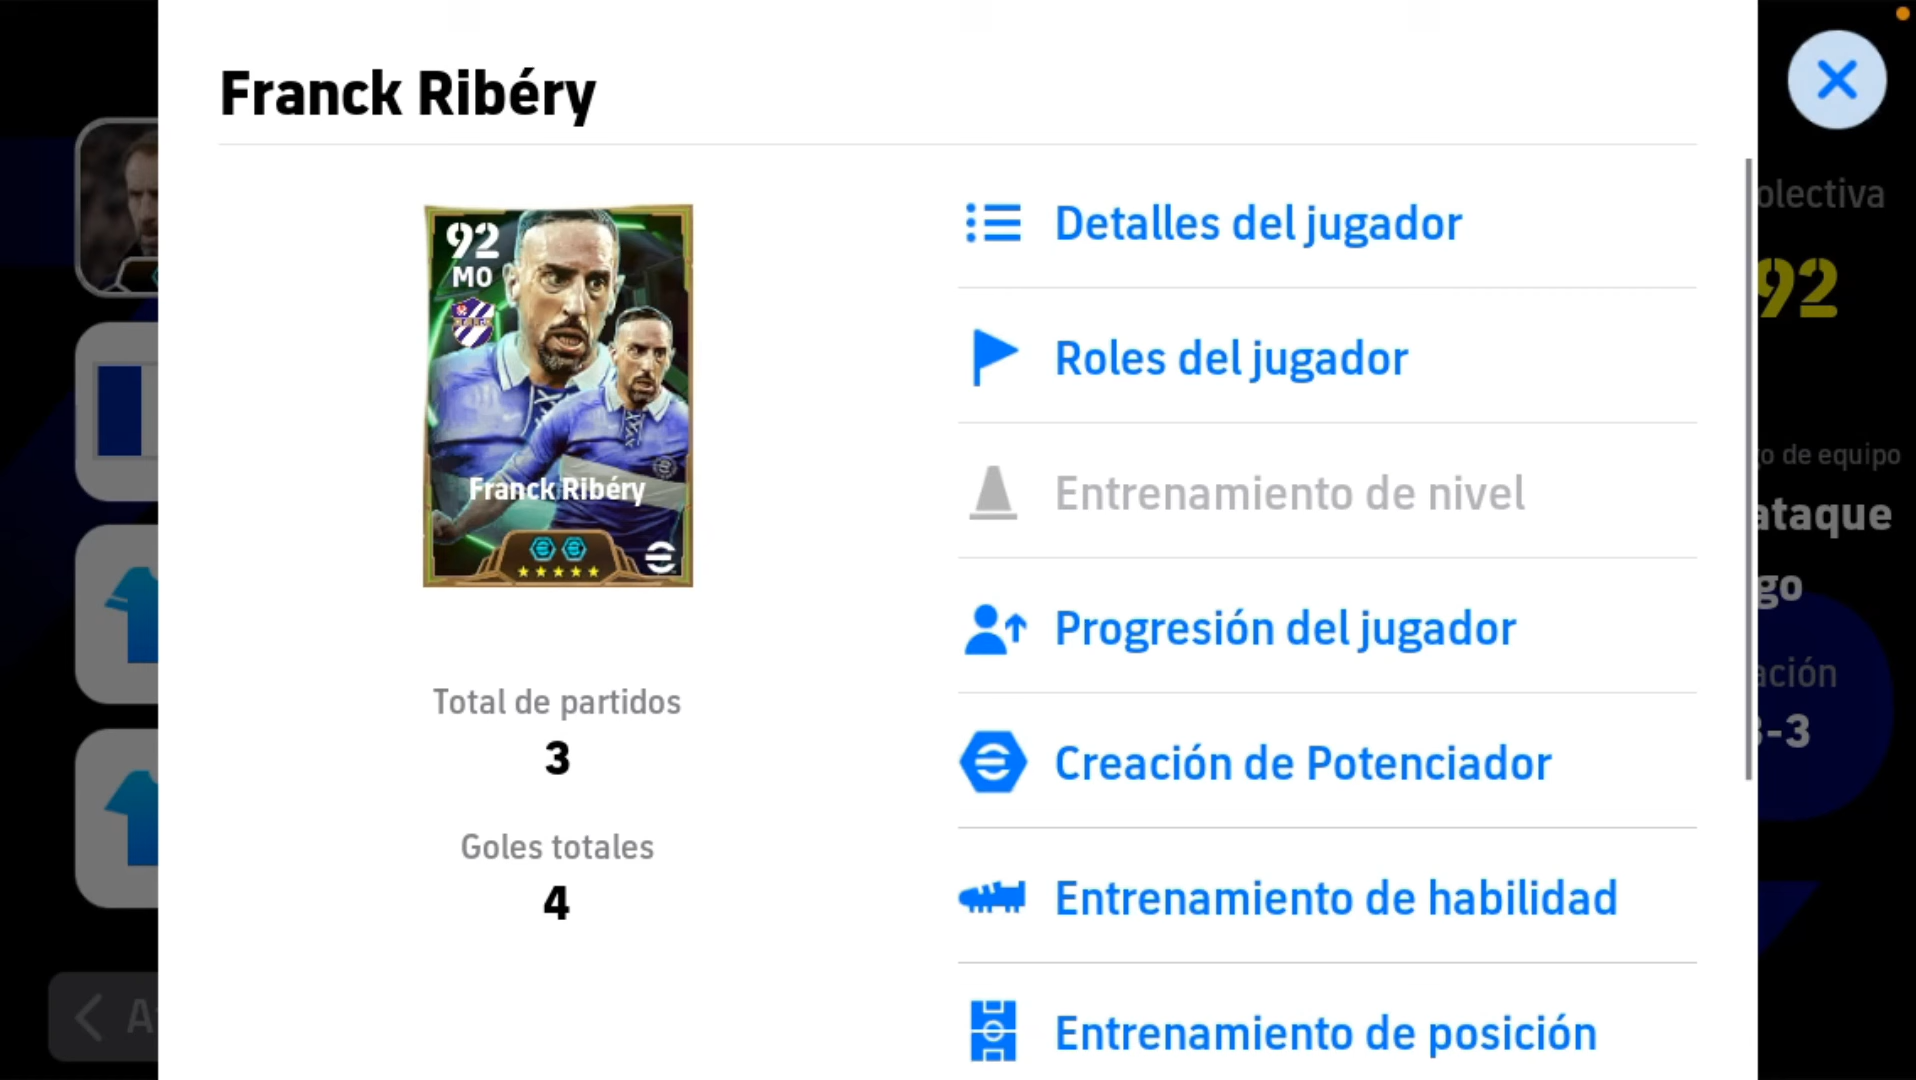 Franck Ribéry
92
MO
Franck Ribéry
Total de partidos
3
Goles totales
4
Detalles del jugador
Roles del jugador
Entrenamiento de nivel
Progresión del jugador
Creación de Potenciador
Entrenamiento de habilidad
Entrenamiento de posición
olectiva
92
go de equipo
ataque
go
ación
3-3
A